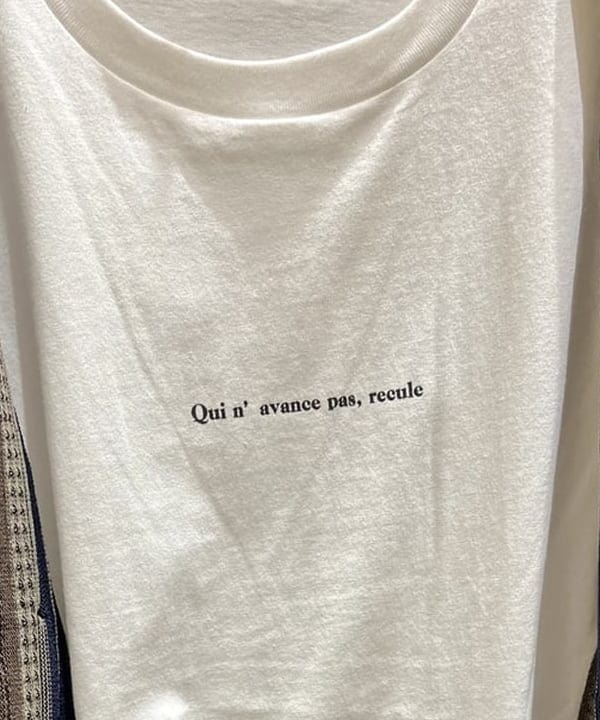 Qui n' avance pas, recule